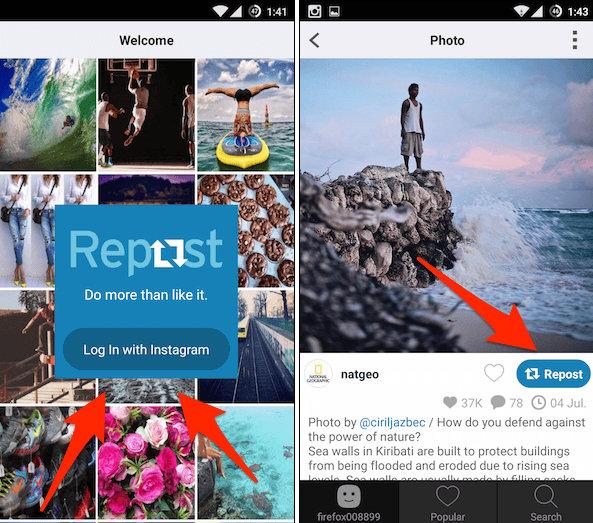 47 1:41
Welcome
Repost
Do more than like it.
Log In with Instagram
46 1:43
Photo
NATIONAL
GEOGRAPHIC
natgeo
Repost
37K 78 04 Jul.
Photo by @ciriljazbec / How do you defend against
the power of nature?
Sea walls in Kiribati are built to protect buildings
from being flooded and eroded due to rising sea
levels. Sea walls are usually made by filling sacks
firefox008899 Popular Search